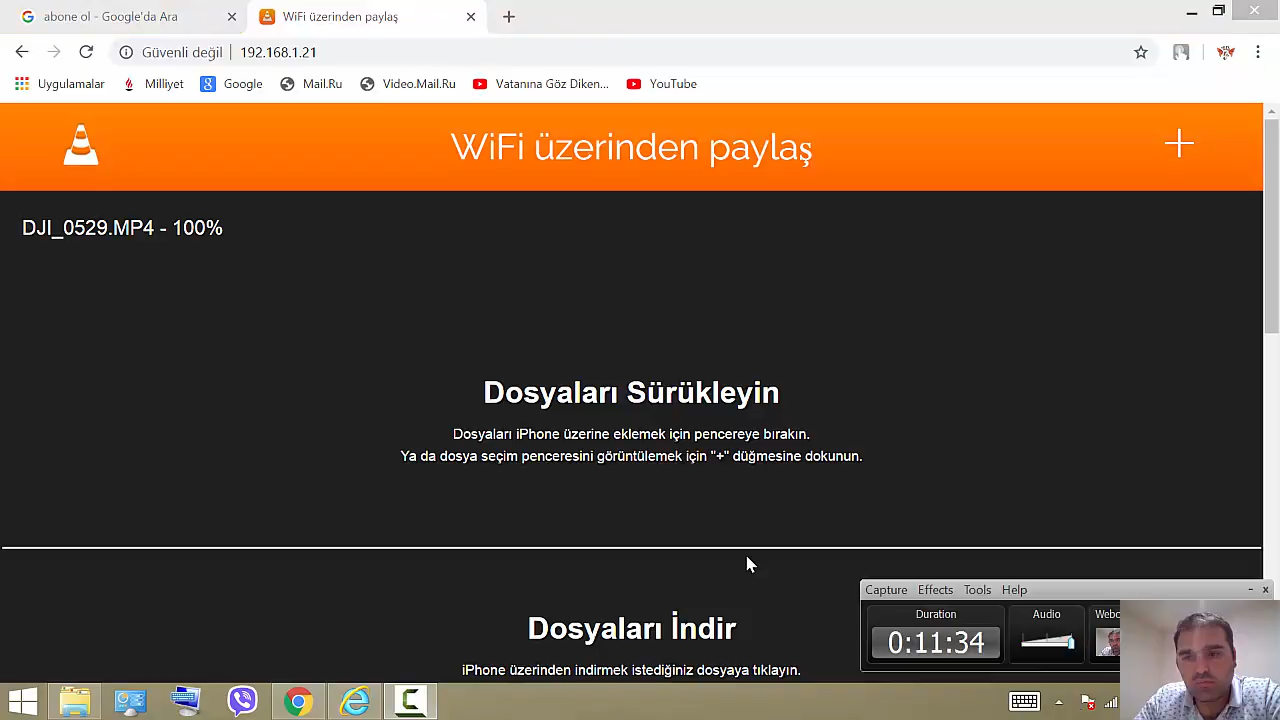 abone ol - Google'da Ara
WiFi üzerinden paylaş
Güvenli değil
192.168.1.21
Uygulamalar
Milliyet
Google
Mail.Ru
Video.Mail.Ru
Vatanına Göz Diken...
YouTube
WiFi üzerinden paylaş
DJI_0529.MP4 - 100%
Dosyaları Sürükleyin
Dosyaları iPhone üzerine eklemek için pencereye bırakın.
Ya da dosya seçim penceresini görüntülemek için "+" düğmesine dokunun.
Dosyaları İndir
iPhone üzerinden indirmek istediğiniz dosyaya tıklayın.
Capture Effects Tools Help
Duration
Audio
0:11:34